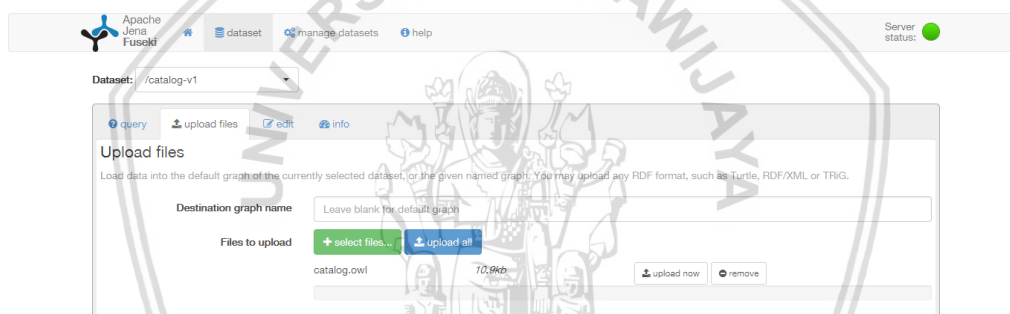 Apache
Jena
Fuseki
dataset
manage datasets
help
Server
status:
Dataset: /catalog-v1
query
upload files
edit
info
Upload files
Load data into the default graph of the currently selected dataset, or the given named graph. You may upload any RDF format, such as Turtle, RDF/XML or TRiG.
Destination graph name
Leave blank for default graph
Files to upload
select files...
upload all
catalog.owl
10.9kb
upload now
remove
UNIVERS
AWIJAYA